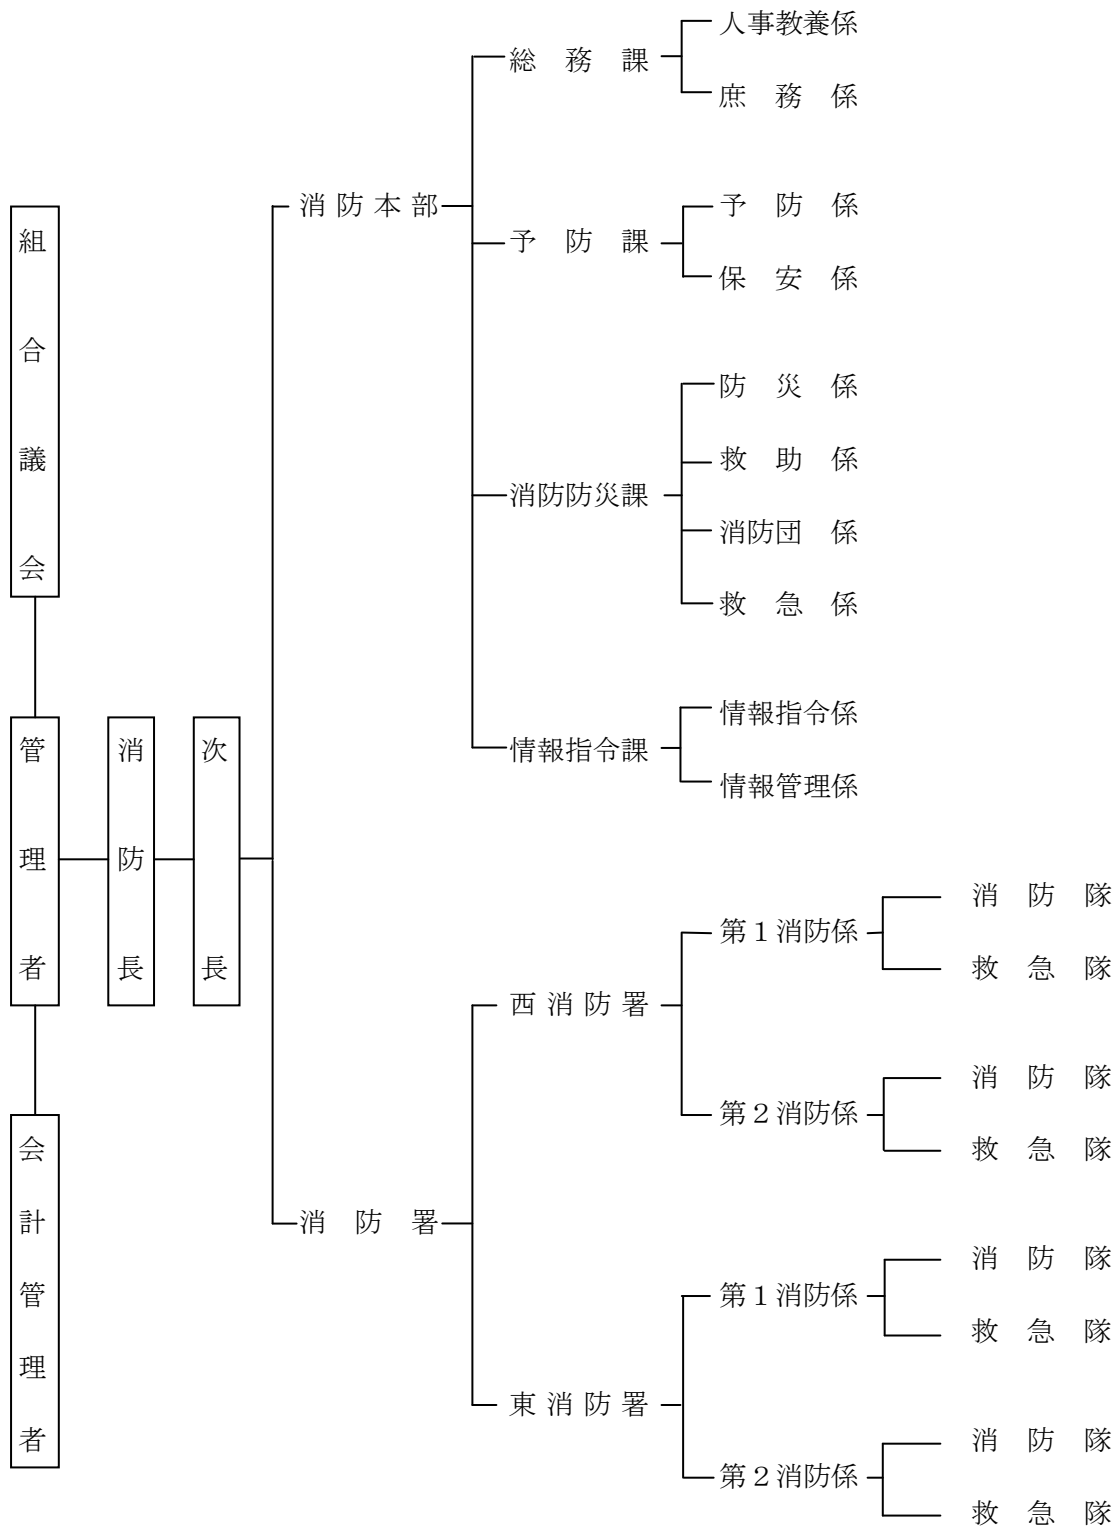 組合議会
管理者
会計管理者
消防長
次長
消防本部
総務課
人事教養係
庶務係
予防課
予防係
保安係
消防防災課
防災係
救助係
消防団係
救急係
情報指令課
情報指令係
情報管理係
消防署
西消防署
第1消防係
消防隊
救急隊
第2消防係
消防隊
救急隊
東消防署
第1消防係
消防隊
救急隊
第2消防係
消防隊
救急隊